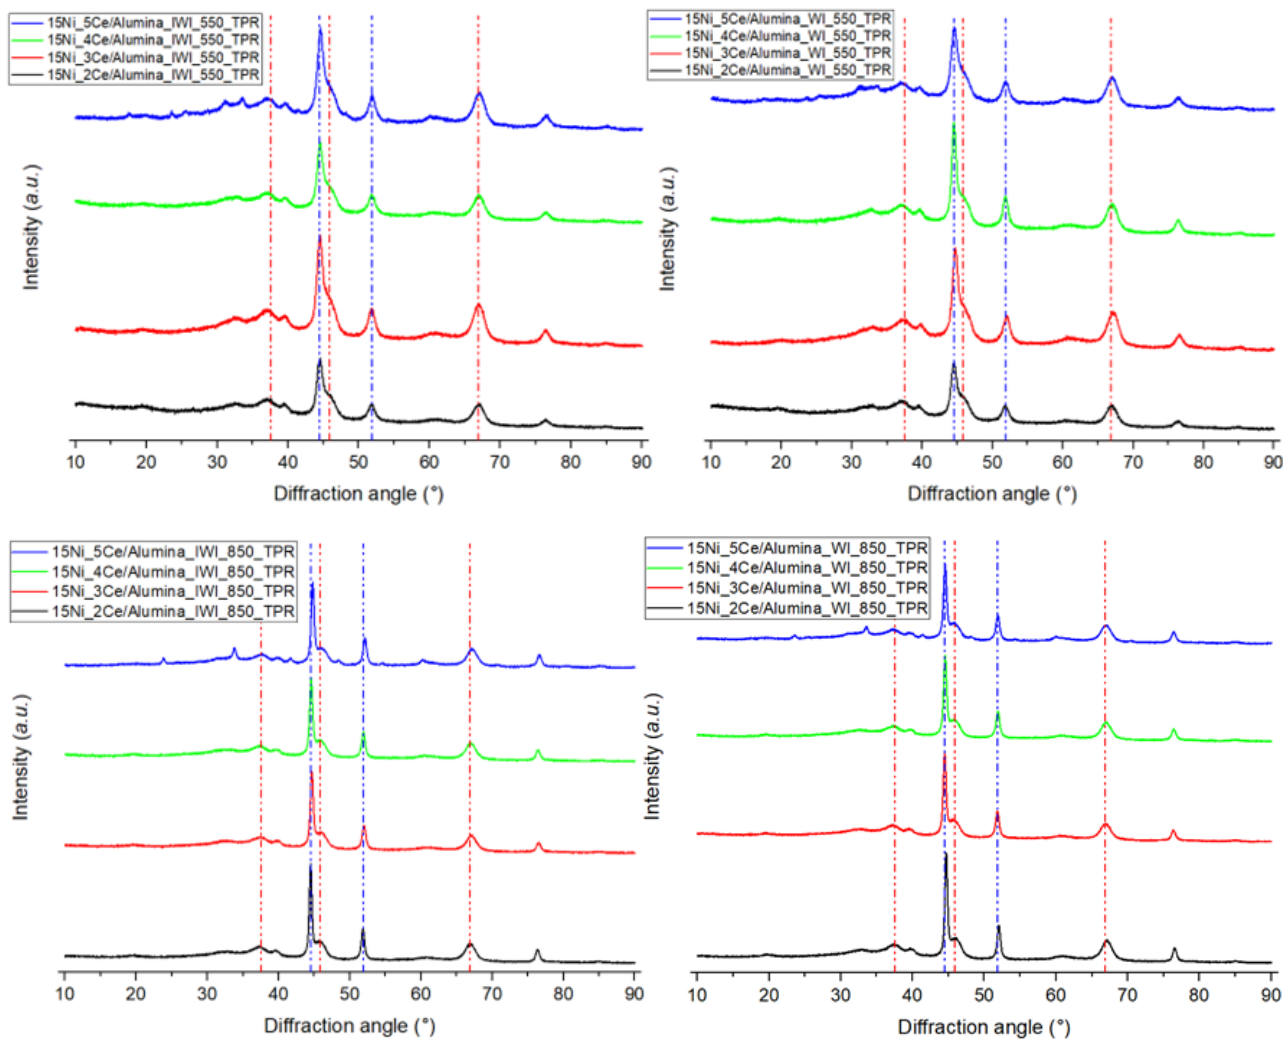 15Ni_5Ce/Alumina_IWI_550_TPR
15Ni_4Ce/Alumina_IWI_550_TPR
15Ni_3Ce/Alumina_IWI_550_TPR
15Ni_2Ce/Alumina_IWI_550_TPR
Intensity (a.u.)
10 20 30 40 50 60 70 80 90
Diffraction angle (°)
15Ni_5Ce/Alumina_WI_550_TPR
15Ni_4Ce/Alumina_WI_550_TPR
15Ni_3Ce/Alumina_WI_550_TPR
15Ni_2Ce/Alumina_WI_550_TPR
Intensity (a.u.)
10 20 30 40 50 60 70 80 90
Diffraction angle (°)
15Ni_5Ce/Alumina_IWI_850_TPR
15Ni_4Ce/Alumina_IWI_850_TPR
15Ni_3Ce/Alumina_IWI_850_TPR
15Ni_2Ce/Alumina_IWI_850_TPR
Intensity (a.u.)
10 20 30 40 50 60 70 80 90
Diffraction angle (°)
15Ni_5Ce/Alumina_WI_850_TPR
15Ni_4Ce/Alumina_WI_850_TPR
15Ni_3Ce/Alumina_WI_850_TPR
15Ni_2Ce/Alumina_WI_850_TPR
Intensity (a.u.)
10 20 30 40 50 60 70 80 90
Diffraction angle (°)